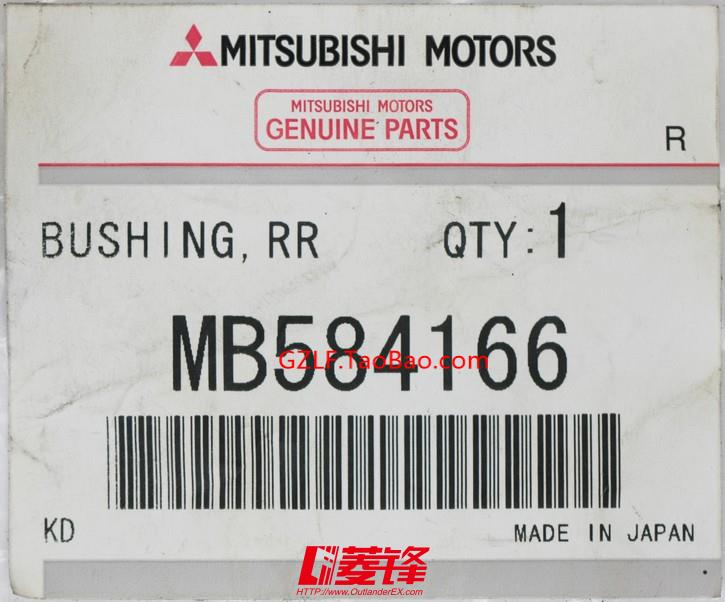 MITSUBISHI MOTORS
MITSUBISHI MOTORS
GENUINE PARTS
R
BUSHING, RR QTY: 1
MB584166
GZLF.TaoBao.com
KD
MADE IN JAPAN
菱锋
HTTP://www.OutlanderEX.com